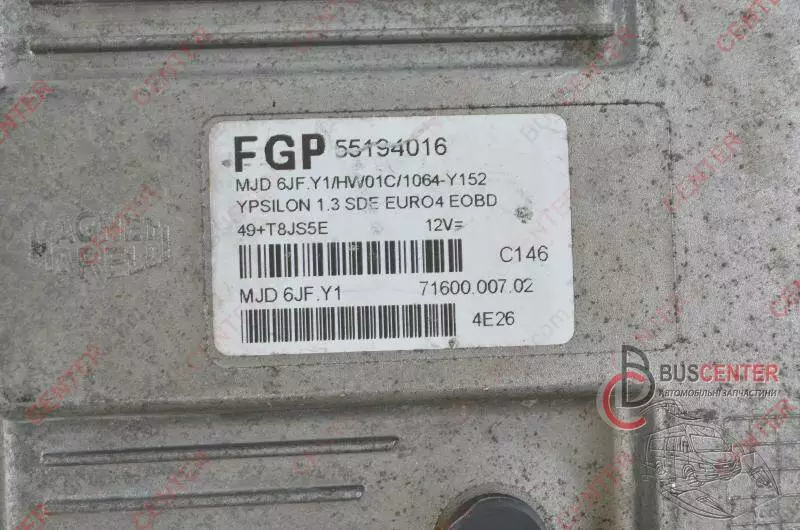 FGP 55194016
MJD 6JF.Y1/HW01C/1064-Y152
YPSILON 1.3 SDE EURO4 EOBD
49+T8JS5E 12V=
C146
MJD 6JF.Y1 71600.007.02
4E26
BUSCENTER
АВТОМОБІЛЬНІ ЗАПЧАСТИНИ